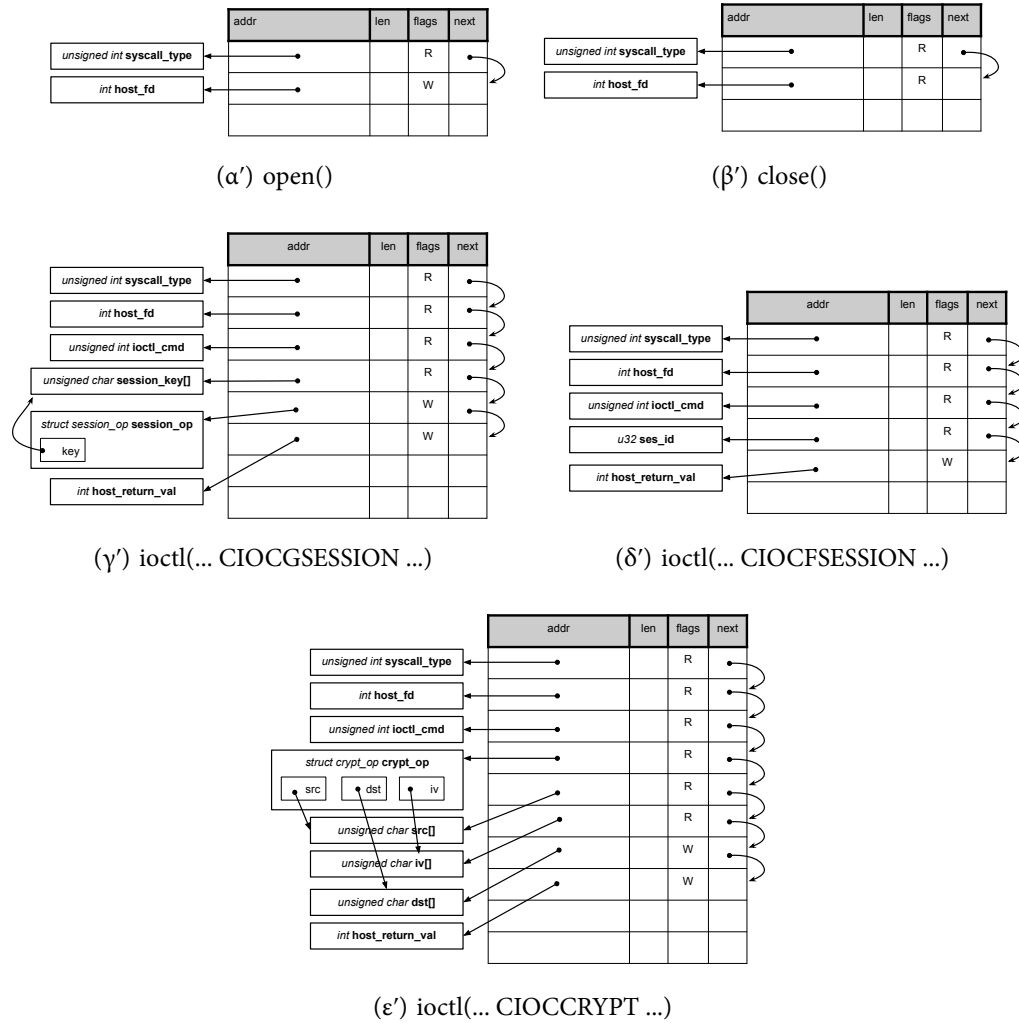 addr len flags next
unsigned int syscall_type R
int host_fd W
(α′) open()
addr len flags next
unsigned int syscall_type R
int host_fd R
(β′) close()
addr len flags next
unsigned int syscall_type R
int host_fd R
unsigned int ioctl_cmd R
unsigned char session_key[] R
struct session_op session_op W
key W
int host_return_val
(γ′) ioctl(... CIOCGSESSION ...)
addr len flags next
unsigned int syscall_type R
int host_fd R
unsigned int ioctl_cmd R
u32 ses_id R
int host_return_val W
(δ′) ioctl(... CIOCFSESSION ...)
addr len flags next
unsigned int syscall_type R
int host_fd R
unsigned int ioctl_cmd R
struct crypt_op crypt_op R
src dst iv R
unsigned char src[] R
unsigned char iv[] W
unsigned char dst[] W
int host_return_val
(ε′) ioctl(... CIOCCRYPT ...)